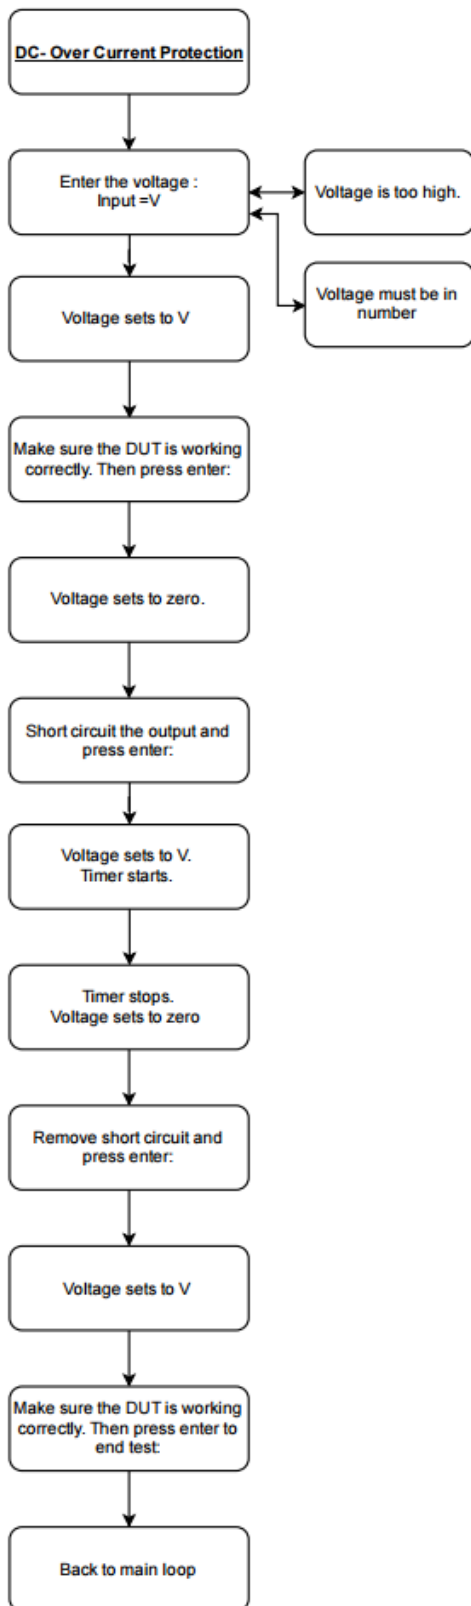 DC- Over Current Protection
Enter the voltage :
Input =V
Voltage is too high.
Voltage must be in
number
Voltage sets to V
Make sure the DUT is working
correctly. Then press enter:
Voltage sets to zero.
Short circuit the output and
press enter:
Voltage sets to V.
Timer starts.
Timer stops.
Voltage sets to zero
Remove short circuit and
press enter:
Voltage sets to V
Make sure the DUT is working
correctly. Then press enter to
end test:
Back to main loop